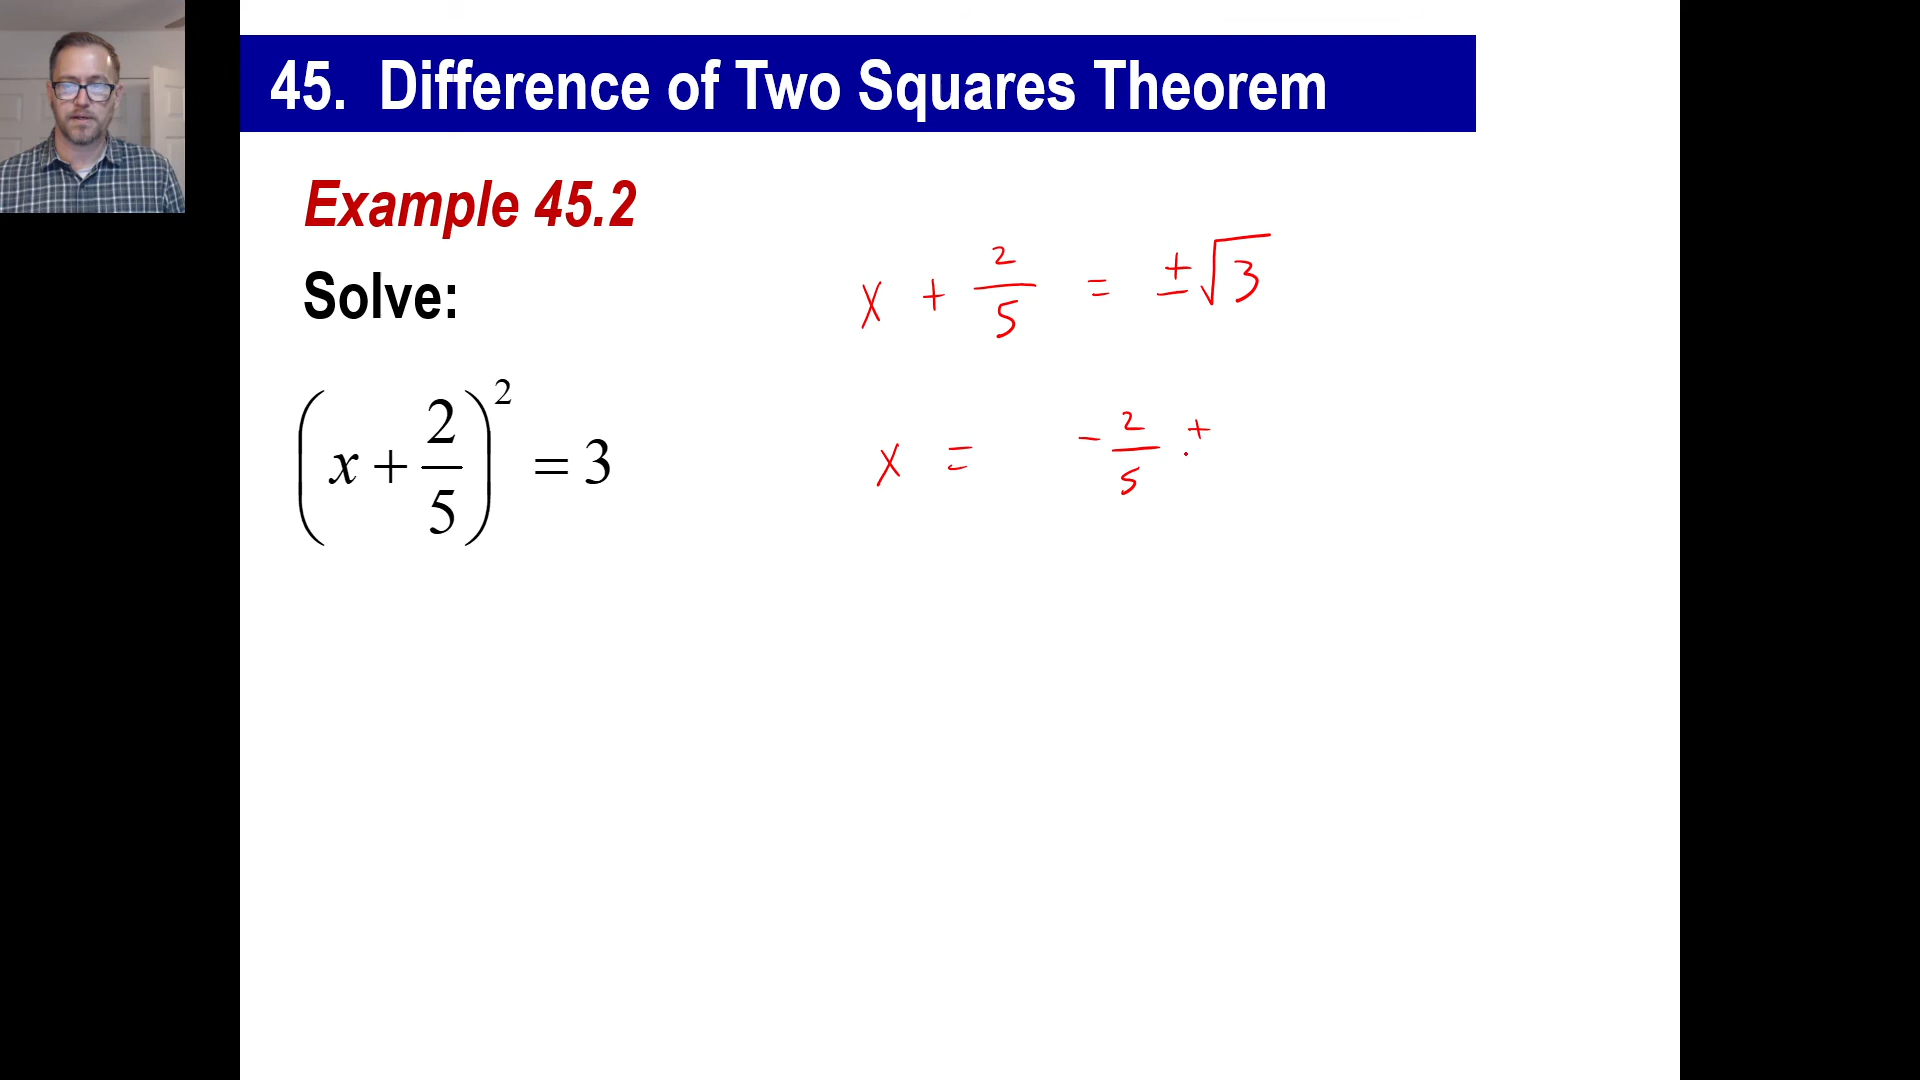 45. Difference of Two Squares Theorem
Example 45.2
Solve:
(x + 2/5)² = 3
x + 2/5 = ±√3
x = -2/5 +